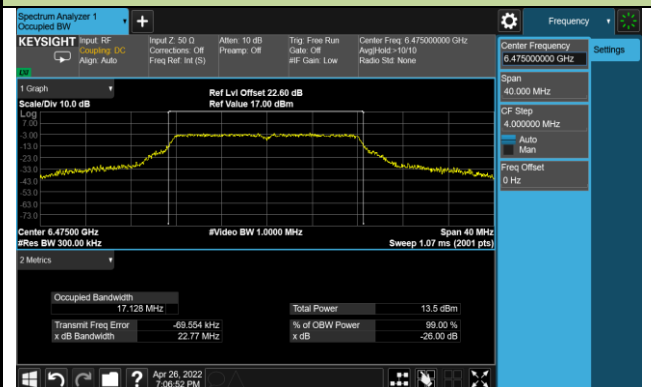 Spectrum Analyzer 1
Occupied BW
Frequency
KEYSIGHT
Input: RF
Coupling: DC
Align: Auto
Input Z: 50 Ω
Corrections: Off
Freq Ref: Int (S)
Atten: 10 dB
Preamp: Off
Trig: Free Run
Gate: Off
#IF Gain: Low
Center Freq: 6.475000000 GHz
Avg|Hold:>10/10
Radio Std: None
Center Frequency
6.475000000 GHz
Settings
Span
40.000 MHz
CF Step
4.000000 MHz
Auto
Man
Freq Offset
0 Hz
1 Graph
Scale/Div 10.0 dB
Ref Lvl Offset 22.60 dB
Ref Value 17.00 dBm
Log
7.00
-3.00
-13.0
-23.0
-33.0
-43.0
-53.0
-63.0
-73.0
Center 6.47500 GHz
#Res BW 300.00 kHz
#Video BW 1.0000 MHz
Span 40 MHz
Sweep 1.07 ms (2001 pts)
2 Metrics
Occupied Bandwidth
17.128 MHz
Total Power 13.5 dBm
Transmit Freq Error -69.554 kHz
% of OBW Power 99.00 %
x dB Bandwidth 22.77 MHz
x dB -26.00 dB
Apr 26, 2022
7:06:52 PM